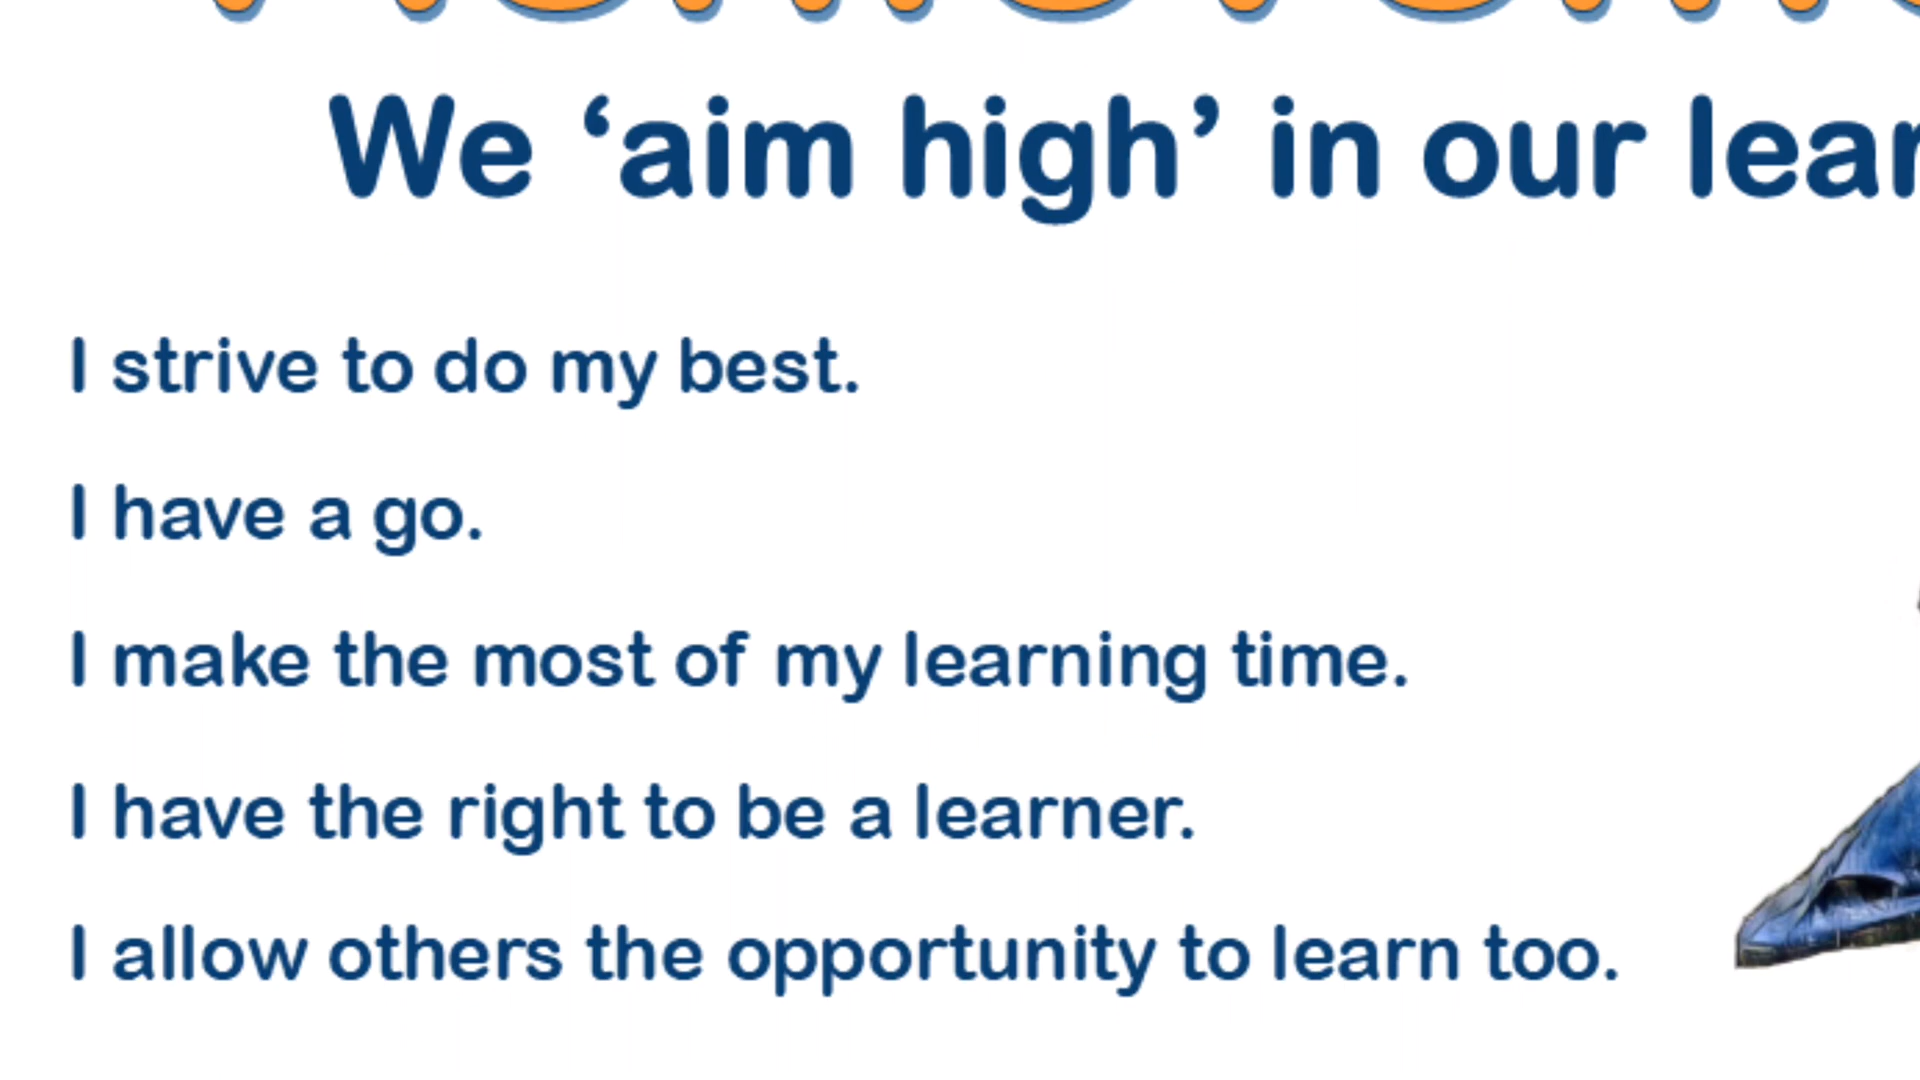 We ‘aim high’ in our lear
I strive to do my best.
I have a go.
I make the most of my learning time.
I have the right to be a learner.
I allow others the opportunity to learn too.